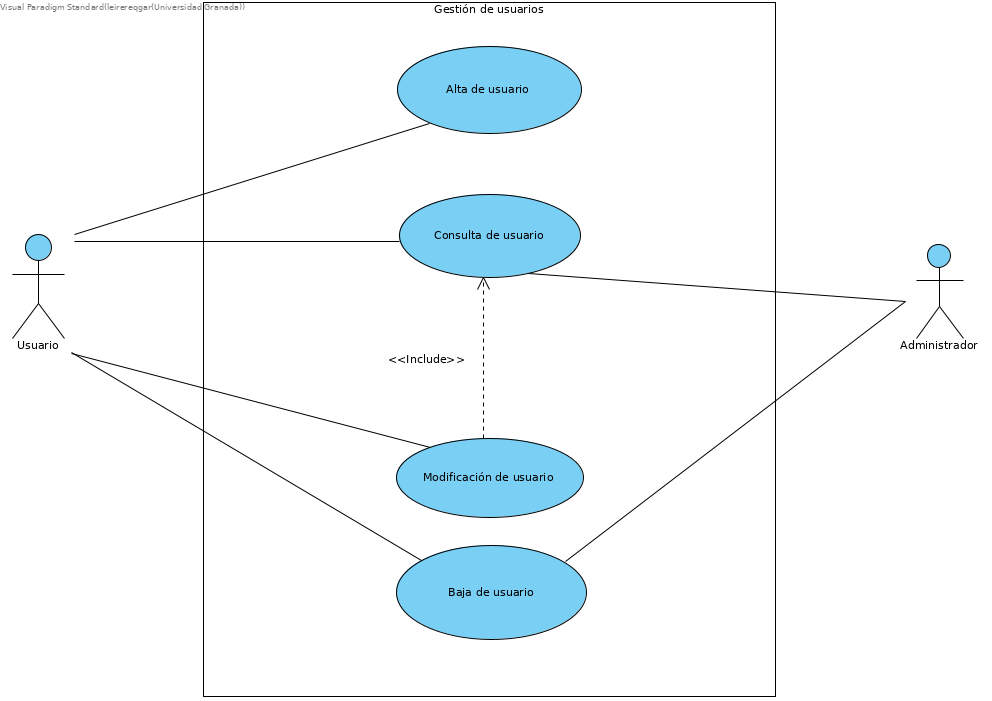 Visual Paradigm Standard(leirereqgar(Universidad Granada))
Gestión de usuarios
Alta de usuario
Consulta de usuario
Usuario
Administrador
<<Include>>
Modificación de usuario
Baja de usuario